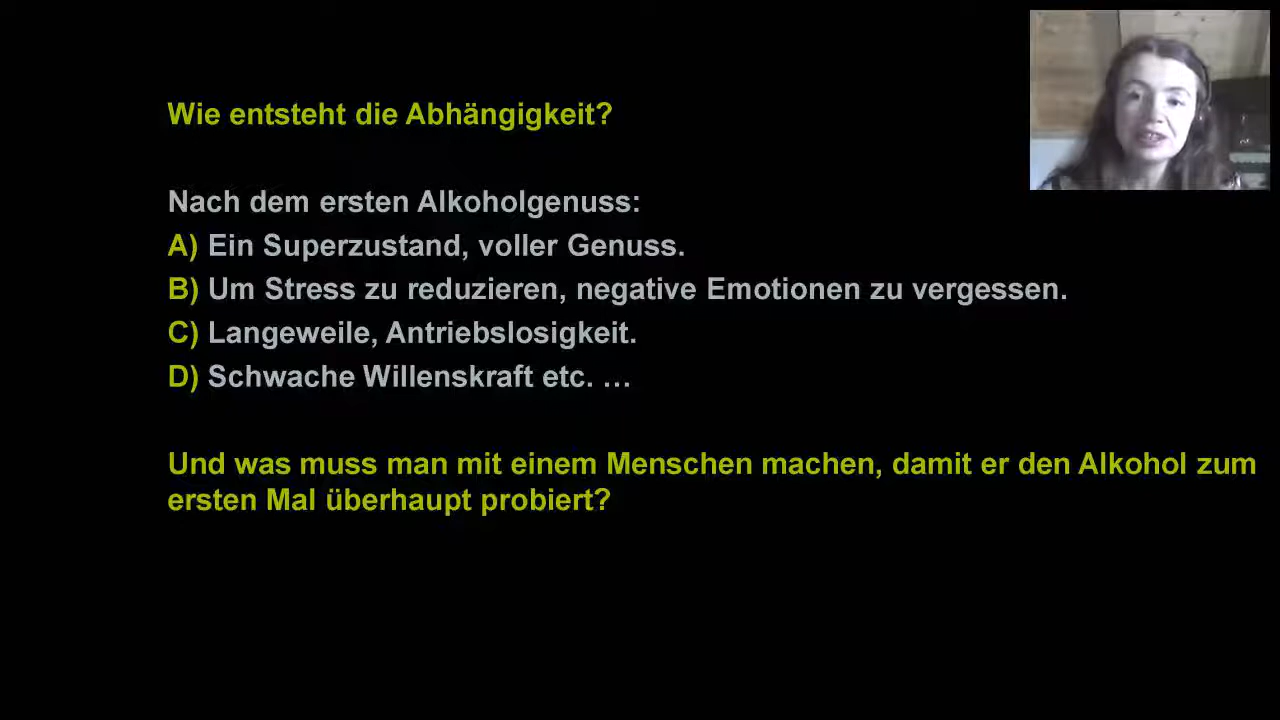 Wie entsteht die Abhängigkeit?
Nach dem ersten Alkoholgenuss:
A) Ein Superzustand, voller Genuss.
B) Um Stress zu reduzieren, negative Emotionen zu vergessen.
C) Langeweile, Antriebslosigkeit.
D) Schwache Willenskraft etc. …
Und was muss man mit einem Menschen machen, damit er den Alkohol zum
ersten Mal überhaupt probiert?